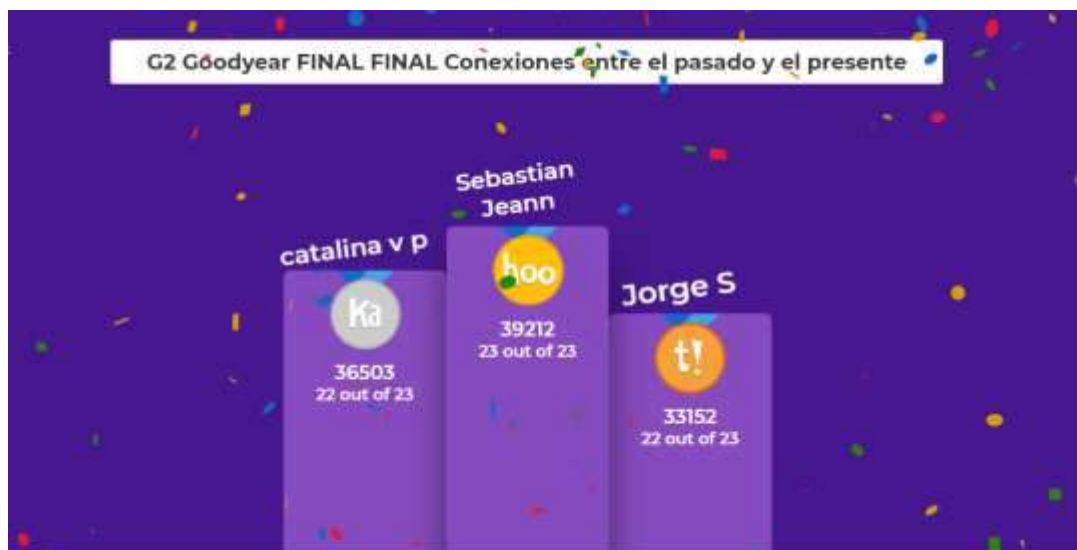 G2 Goodyear FINAL FINAL Conexiones entre el pasado y el presente
Sebastian
Jeann
catalina v p
Jorge S
hoo
Ka
t!
39212
23 out of 23
36503
22 out of 23
33152
22 out of 23